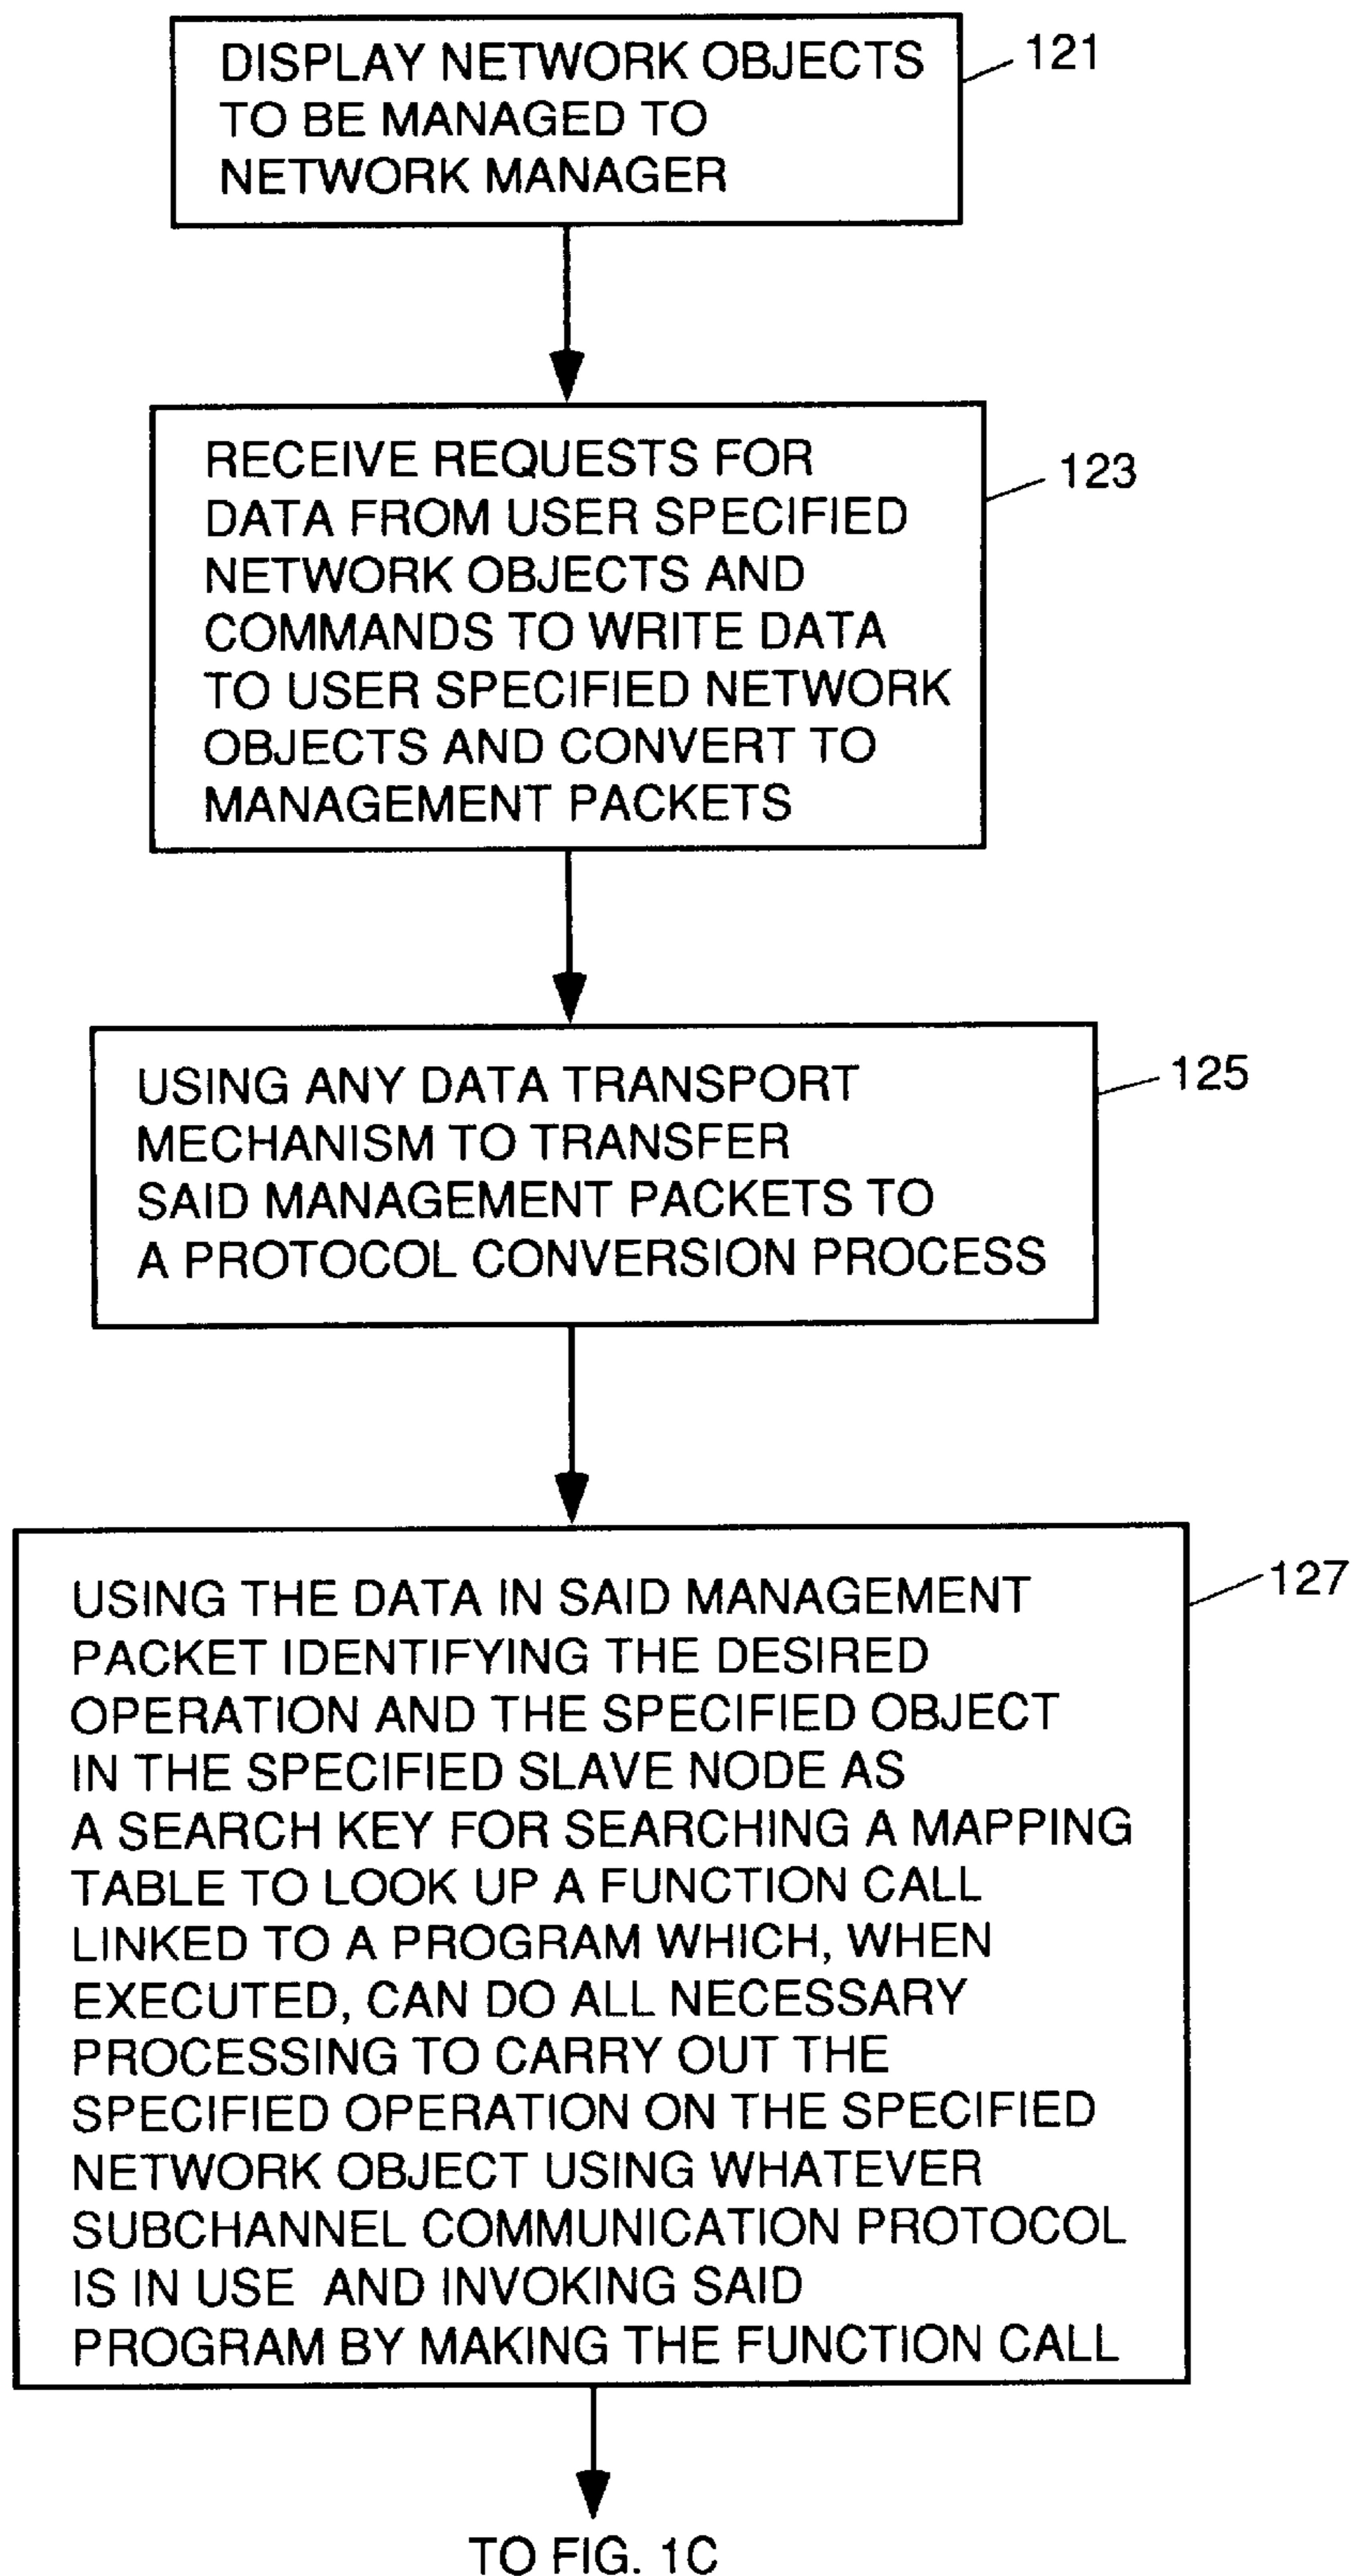 DISPLAY NETWORK OBJECTS
TO BE MANAGED TO
NETWORK MANAGER
121
RECEIVE REQUESTS FOR
DATA FROM USER SPECIFIED
NETWORK OBJECTS AND
COMMANDS TO WRITE DATA
TO USER SPECIFIED NETWORK
OBJECTS AND CONVERT TO
MANAGEMENT PACKETS
123
USING ANY DATA TRANSPORT
MECHANISM TO TRANSFER
SAID MANAGEMENT PACKETS TO
A PROTOCOL CONVERSION PROCESS
125
USING THE DATA IN SAID MANAGEMENT
PACKET IDENTIFYING THE DESIRED
OPERATION AND THE SPECIFIED OBJECT
IN THE SPECIFIED SLAVE NODE AS
A SEARCH KEY FOR SEARCHING A MAPPING
TABLE TO LOOK UP A FUNCTION CALL
LINKED TO A PROGRAM WHICH, WHEN
EXECUTED, CAN DO ALL NECESSARY
PROCESSING TO CARRY OUT THE
SPECIFIED OPERATION ON THE SPECIFIED
NETWORK OBJECT USING WHATEVER
SUBCHANNEL COMMUNICATION PROTOCOL
IS IN USE  AND INVOKING SAID
PROGRAM BY MAKING THE FUNCTION CALL
127
TO FIG. 1C